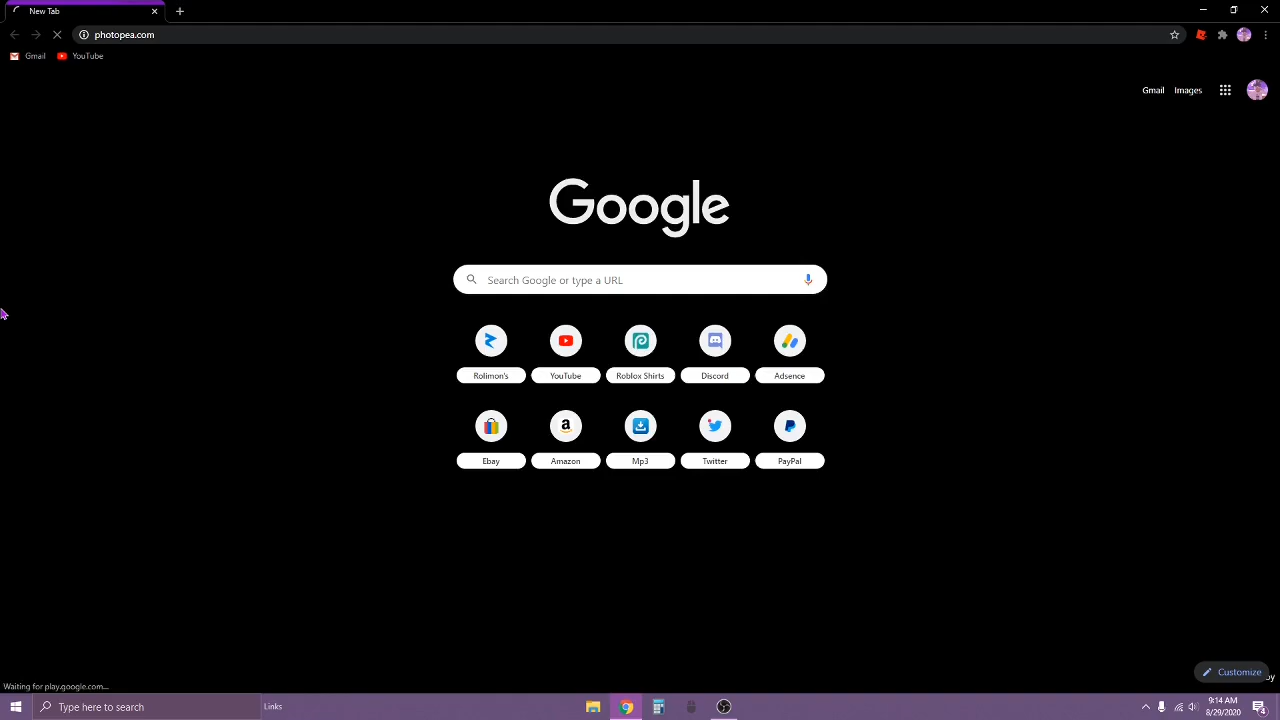 New Tab
photopea.com
Gmail YouTube
Gmail Images
Google
Search Google or type a URL
Rolimon's YouTube Roblox Shirts Discord Adsence
a
Ebay Amazon Mp3 Twitter PayPal
Customize
Waiting for play.google.com...
Type here to search Links
9:14 AM
8/29/2020